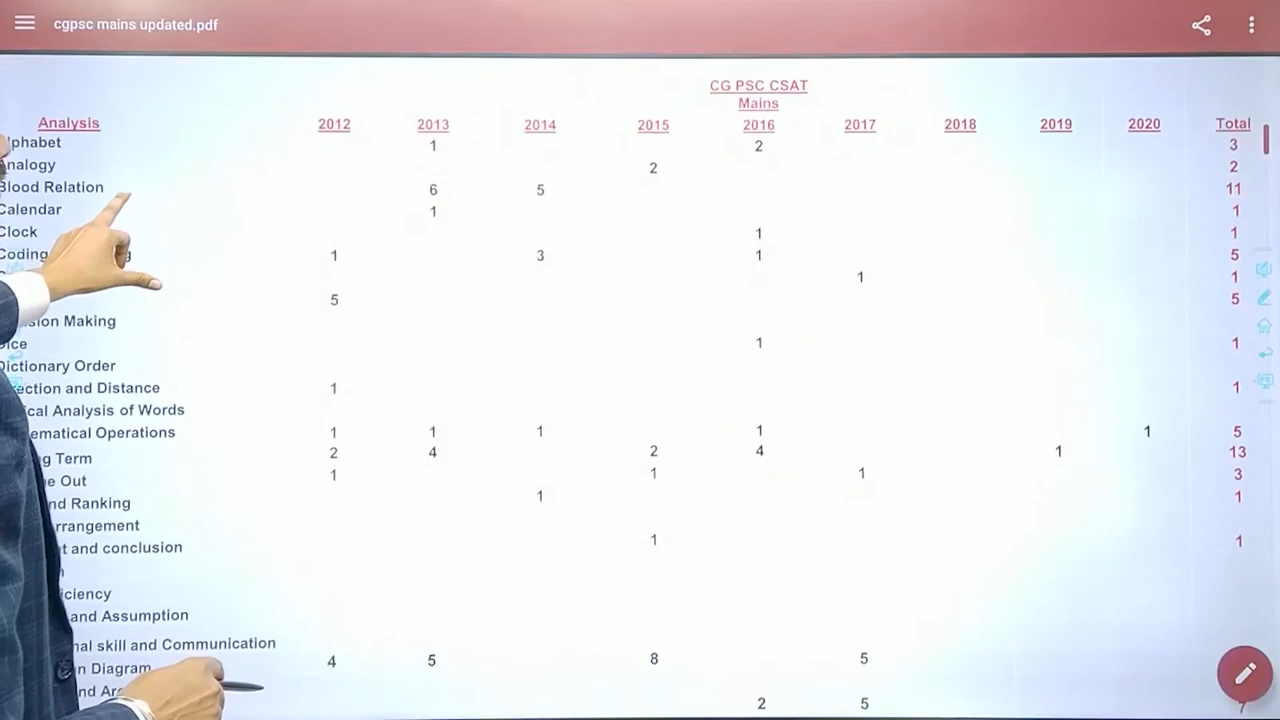 cgpsc mains updated.pdf
CG PSC CSAT
Mains
Analysis 2012 2013 2014 2015 2016 2017 2018 2019 2020 Total
lphabet 1 2 3
nalogy 2 2
Blood Relation 6 5 11
Calendar 1 1
Clock 1 1
Coding g 1 3 1 5
1 1
5 5
sion Making
ice 1 1
Dictionary Order
ection and Distance 1 1
cal Analysis of Words
ematical Operations 1 1 1 1 1 5
g Term 2 4 2 4 1 13
e Out 1 1 1 3
nd Ranking 1 1
rrangement
t and conclusion 1 1
iciency
and Assumption
nal skill and Communication
n Diagram 4 5 8 5
nd Ar 2 5